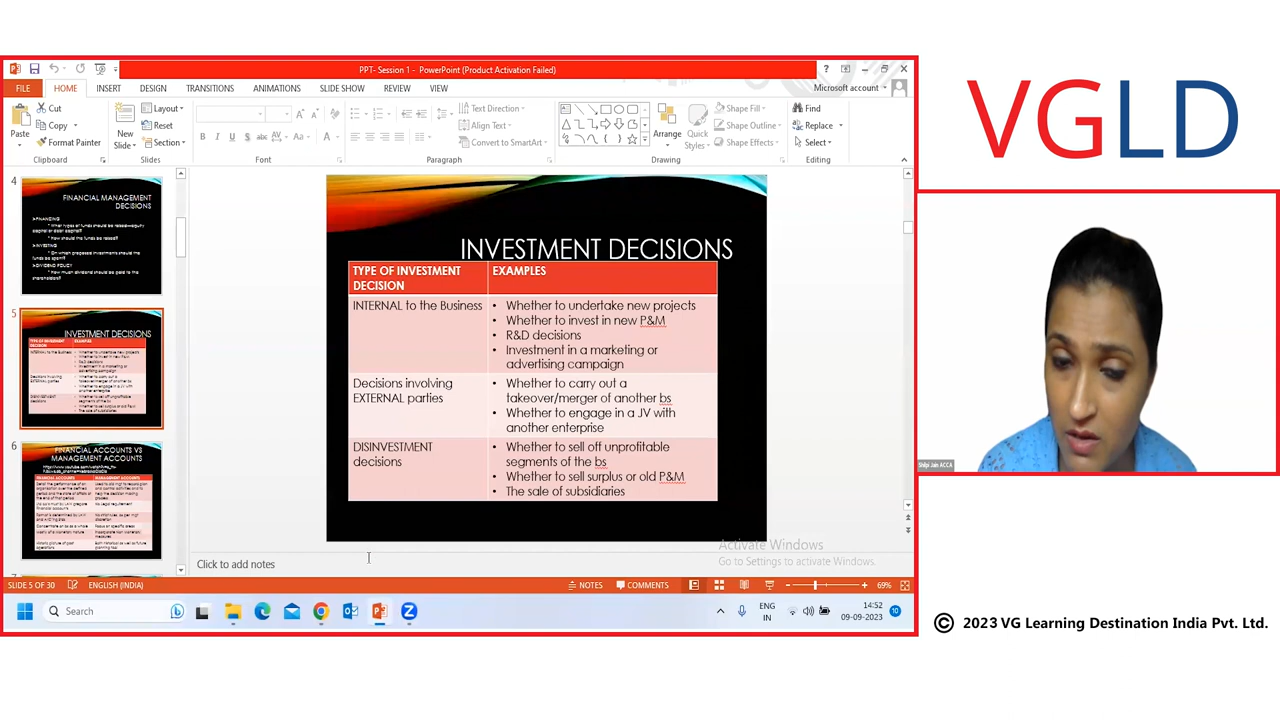 PPT- Session 1 - PowerPoint (Product Activation Failed)
FILE HOME INSERT DESIGN TRANSITIONS ANIMATIONS SLIDE SHOW REVIEW VIEW
Microsoft account
Paste
Cut
Copy
Format Painter
Clipboard
New
Slide
Layout
Reset
Section
Slides
Font
Text Direction
Align Text
Convert to SmartArt
Paragraph
Arrange
Quick
Styles
Shape Fill
Shape Outline
Shape Effects
Drawing
Find
Replace
Select
Editing
VGLD
4
FINANCIAL MANAGEMENT
DECISIONS
5
INVESTMENT DECISIONS
6
FINANCIAL ACCOUNTS VS
MANAGEMENT ACCOUNTS
INVESTMENT DECISIONS
TYPE OF INVESTMENT
DECISION
EXAMPLES
INTERNAL to the Business
• Whether to undertake new projects
• Whether to invest in new P&M
• R&D decisions
• Investment in a marketing or
advertising campaign
Decisions involving
EXTERNAL parties
• Whether to carry out a
takeover/merger of another bs
• Whether to engage in a JV with
another enterprise
DISINVESTMENT
decisions
• Whether to sell off unprofitable
segments of the bs
• Whether to sell surplus or old P&M
• The sale of subsidiaries
Activate Windows
Go to Settings to activate Windows.
Click to add notes
SLIDE 5 OF 30 ENGLISH (INDIA) NOTES COMMENTS 69%
Search
ENG
IN
14:52
09-09-2023
10
Shilpi Jain ACCA
© 2023 VG Learning Destination India Pvt. Ltd.